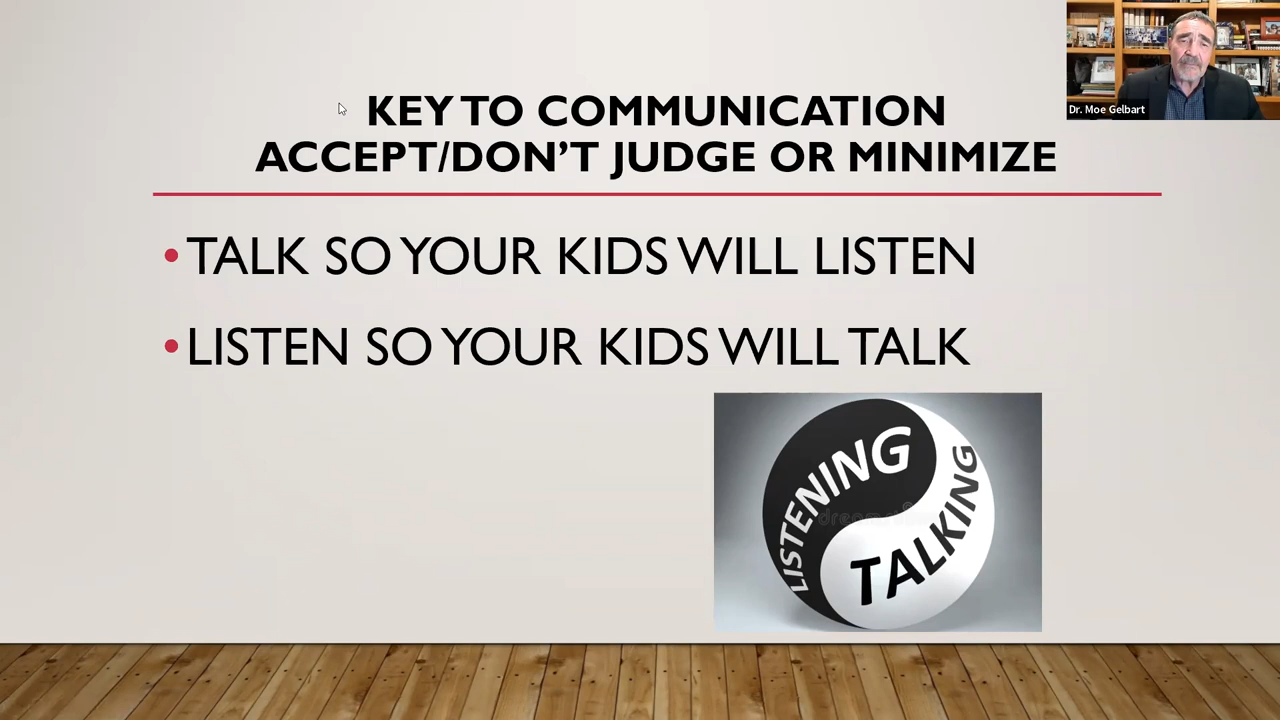 KEY TO COMMUNICATION
ACCEPT/DON'T JUDGE OR MINIMIZE
• TALK SO YOUR KIDS WILL LISTEN
• LISTEN SO YOUR KIDS WILL TALK
LISTENING
TALKING
Dr. Moe Gelbart